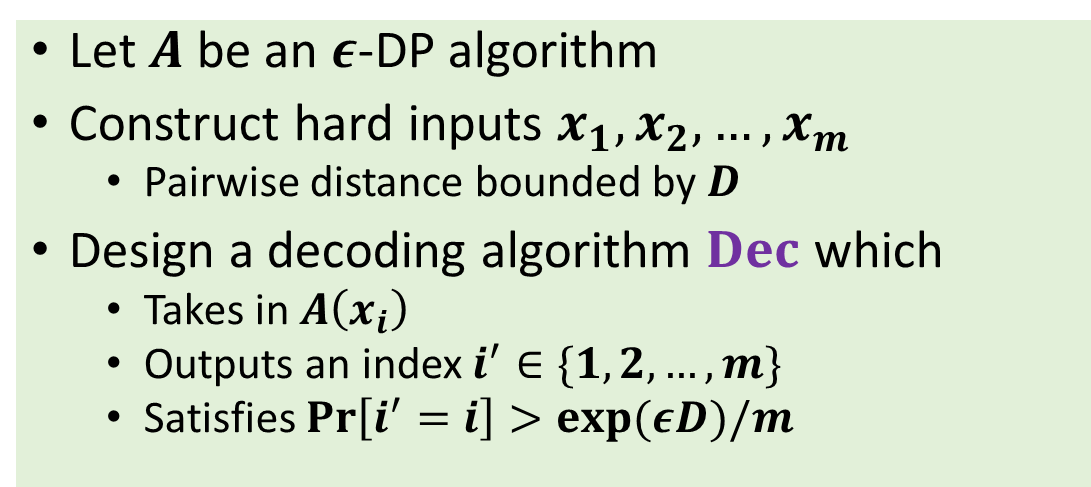 • Let A be an ϵ-DP algorithm
• Construct hard inputs x₁, x₂, …, xₘ
• Pairwise distance bounded by D
• Design a decoding algorithm Dec which
• Takes in A(xᵢ)
• Outputs an index i′ ∈ {1, 2, …, m}
• Satisfies Pr[i′ = i] > exp(ϵD)/m